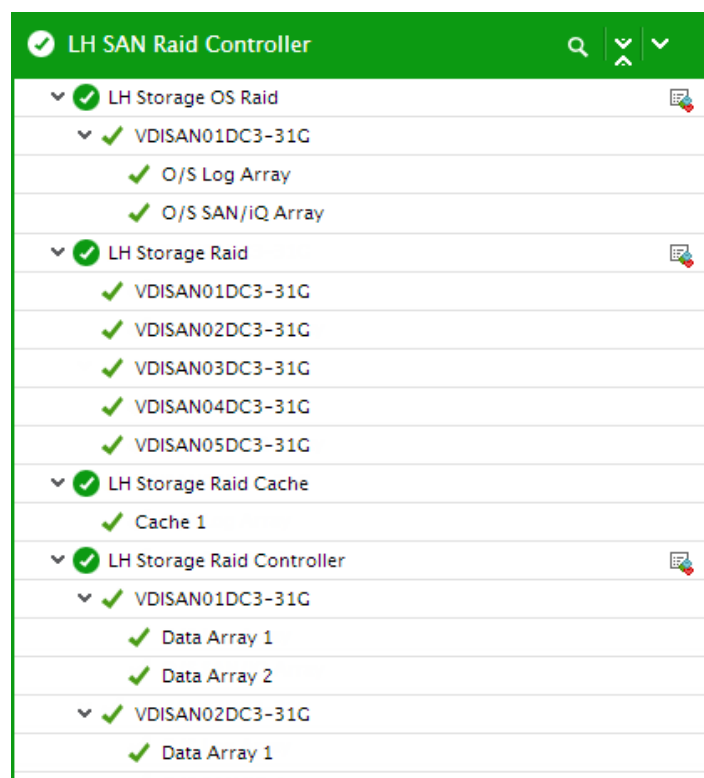 LH SAN Raid Controller
LH Storage OS Raid
VDISAN01DC3-31G
O/S Log Array
O/S SAN/iQ Array
LH Storage Raid
VDISAN01DC3-31G
VDISAN02DC3-31G
VDISAN03DC3-31G
VDISAN04DC3-31G
VDISAN05DC3-31G
LH Storage Raid Cache
Cache 1
LH Storage Raid Controller
VDISAN01DC3-31G
Data Array 1
Data Array 2
VDISAN02DC3-31G
Data Array 1